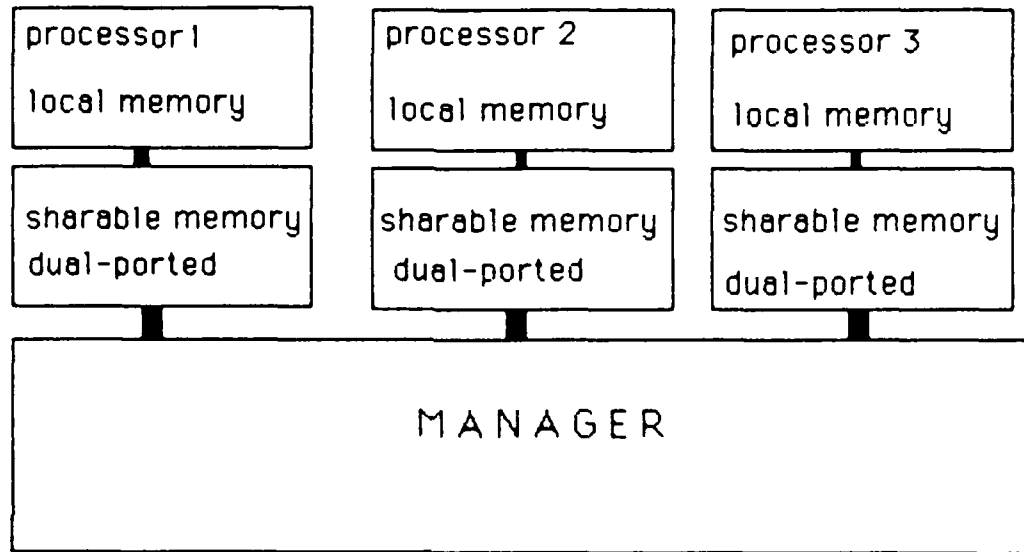 processor 1
local memory
processor 2
local memory
processor 3
local memory
sharable memory
dual-ported
sharable memory
dual-ported
sharable memory
dual-ported
MANAGER